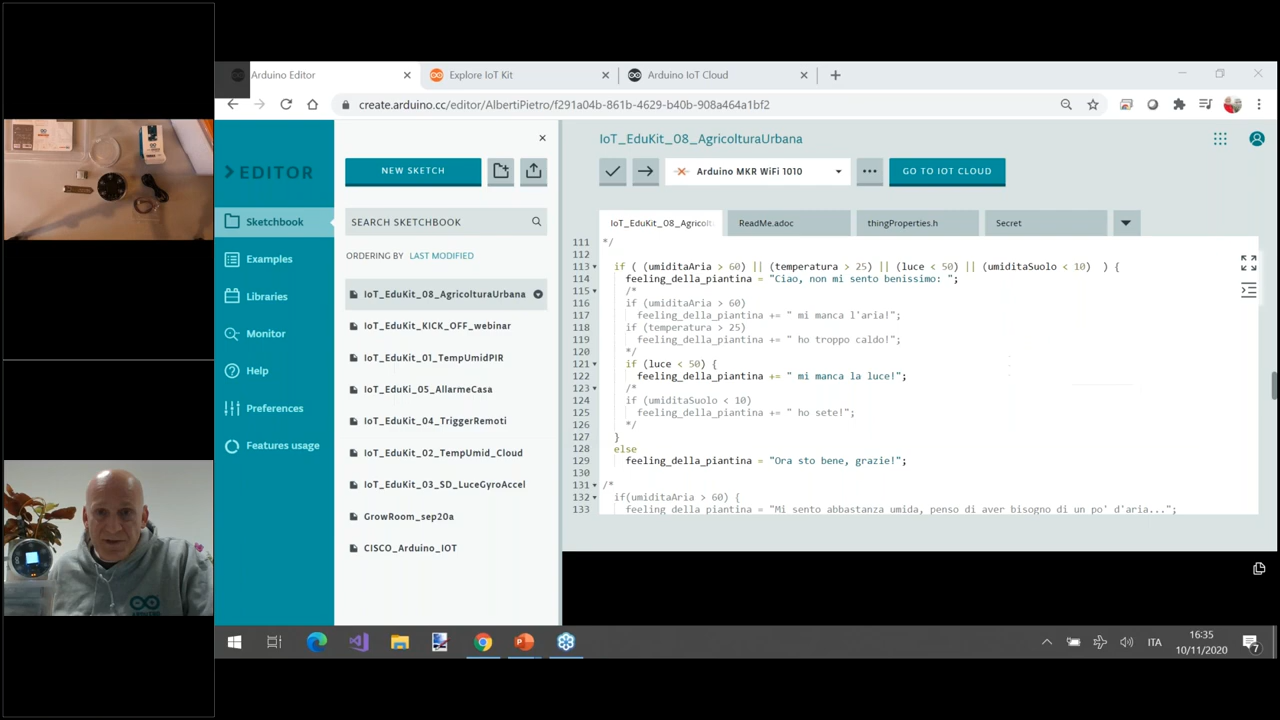 Arduino Editor
Explore IoT Kit
Arduino IoT Cloud
create.arduino.cc/editor/AlbertiPietro/f291a04b-861b-4629-b40b-908a464a1bf2
EDITOR
Sketchbook
Examples
Libraries
Monitor
Help
Preferences
Features usage
NEW SKETCH
SEARCH SKETCHBOOK
ORDERING BY LAST MODIFIED
IoT_EduKit_08_AgricolturaUrbana
IoT_EduKit_KICK_OFF_webinar
IoT_EduKit_01_TempUmidPIR
IoT_EduKi_05_AllarmeCasa
IoT_EduKit_04_TriggerRemoti
IoT_EduKit_02_TempUmid_Cloud
IoT_EduKit_03_SD_LuceGyroAccel
GrowRoom_sep20a
CISCO_Arduino_IOT
IoT_EduKit_08_AgricolturaUrbana
Arduino MKR WiFi 1010
GO TO IOT CLOUD
IoT_EduKit_08_Agricolt
ReadMe.adoc
thingProperties.h
Secret
111 */
112
113 if ( (umiditaAria > 60) || (temperatura > 25) || (luce < 50) || (umiditaSuolo < 10) ) {
114 feeling_della_piantina = "Ciao, non mi sento benissimo: ";
115 /*
116 if (umiditaAria > 60)
117 feeling_della_piantina += " mi manca l'aria!";
118 if (temperatura > 25)
119 feeling_della_piantina += " ho troppo caldo!";
120 */
121 if (luce < 50) {
122 feeling_della_piantina += " mi manca la luce!";
123 /*
124 if (umiditaSuolo < 10)
125 feeling_della_piantina += " ho sete!";
126 */
127 }
128 else
129 feeling_della_piantina = "Ora sto bene, grazie!";
130
131 /*
132 if(umiditaAria > 60) {
133 feeling_della_piantina = "Mi sento abbastanza umida, penso di aver bisogno di un po' d'aria...";
ARDUINO
ITA
16:35
10/11/2020
7